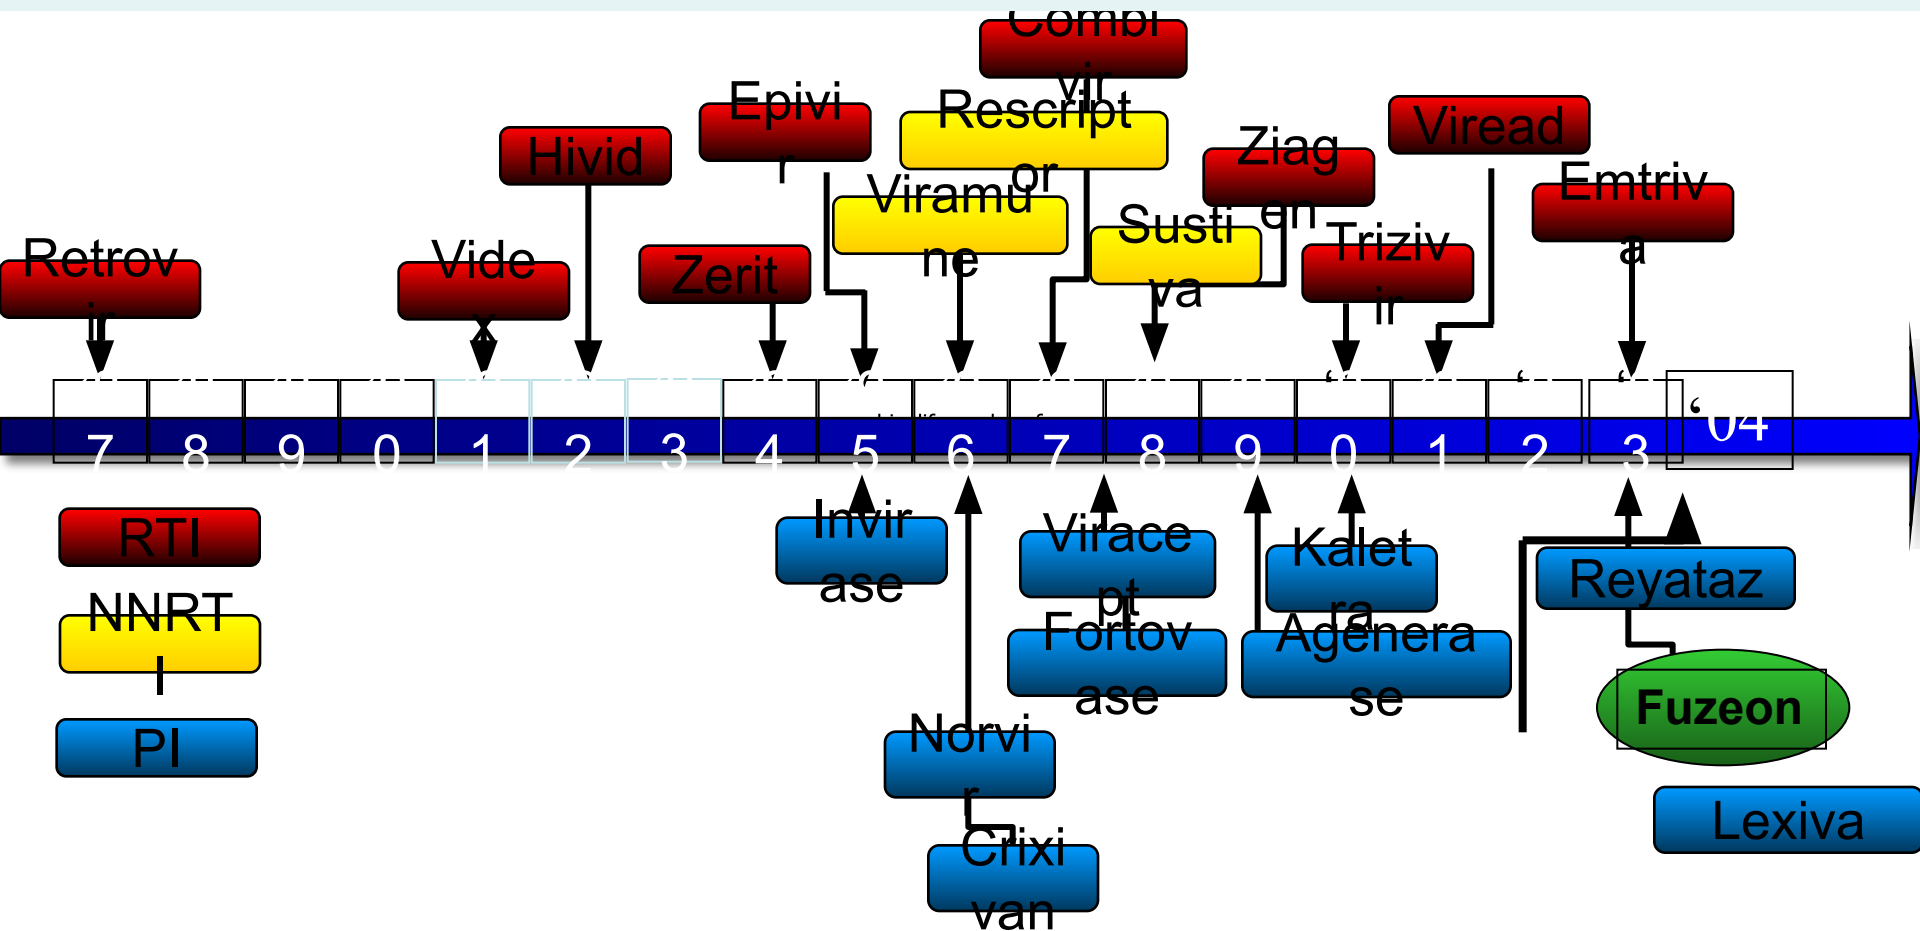 Combi
vir
Epivi
r
Rescript
or
Viread
Hivid
Ziag
en
Viramu
ne
Emtriv
a
Susti
va
Retrov
ir
Vide
x
Zerit
Triziv
ir
7 8 9 0 1 2 3 4 5 6 7 8 9 0 1 2 3 ‘04
RTI
Invir
ase
Virace
pt
Kalet
ra
Reyataz
NNRT
I
Fortov
ase
Agenera
se
Fuzeon
PI
Norvi
r
Lexiva
Crixi
van